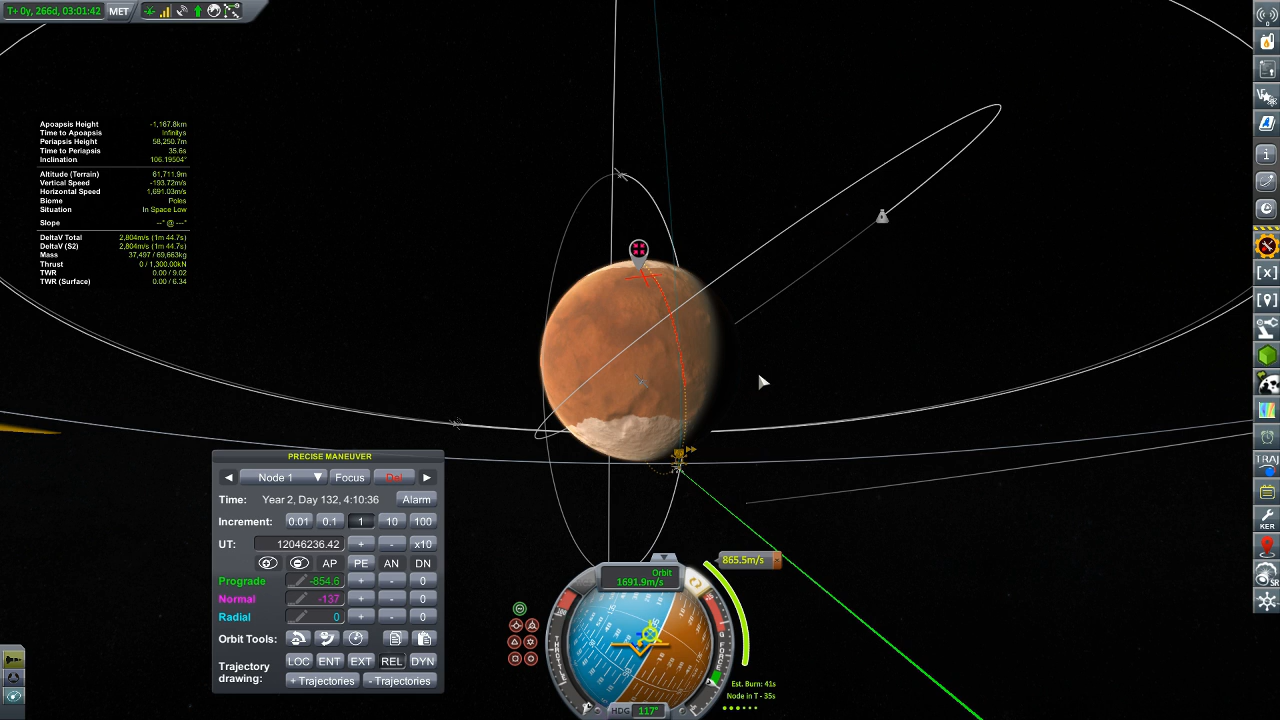 T+ 0y, 266d, 03:01:42 MET
Apoapsis Height -1,167.8km
Time to Apoapsis Infinitys
Periapsis Height 58,250.7m
Time to Periapsis 35.6s
Inclination 106.19504°
Altitude (Terrain) 61,711.9m
Vertical Speed -193.72m/s
Horizontal Speed 1,691.03m/s
Biome Poles
Situation In Space Low
Slope --° @ ---°
DeltaV Total 2,804m/s (1m 44.7s)
DeltaV (S2) 2,804m/s (1m 44.7s)
Mass 37,497 / 69,663kg
Thrust 0 / 1,300.00kN
TWR 0.00 / 9.02
TWR (Surface) 0.00 / 6.34
PRECISE MANEUVER
Node 1 Focus Del
Time: Year 2, Day 132, 4:10:36 Alarm
Increment: 0.01 0.1 1 10 100
UT: 12046236.42 + - x10
AP PE AN DN
Prograde -854.6 + - 0
Normal -137 + - 0
Radial 0 + - 0
Orbit Tools:
Trajectory drawing: LOC ENT EXT REL DYN
+ Trajectories - Trajectories
Orbit
1691.9m/s
865.5m/s
HDG 117°
Est. Burn: 41s
Node in T - 35s
[x]
TRAJ
KER
SR